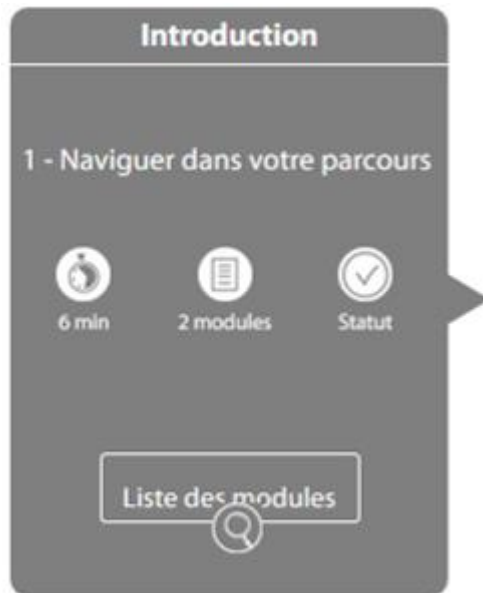 Introduction
1 - Naviguer dans votre parcours
6 min
2 modules
Statut
Liste des modules